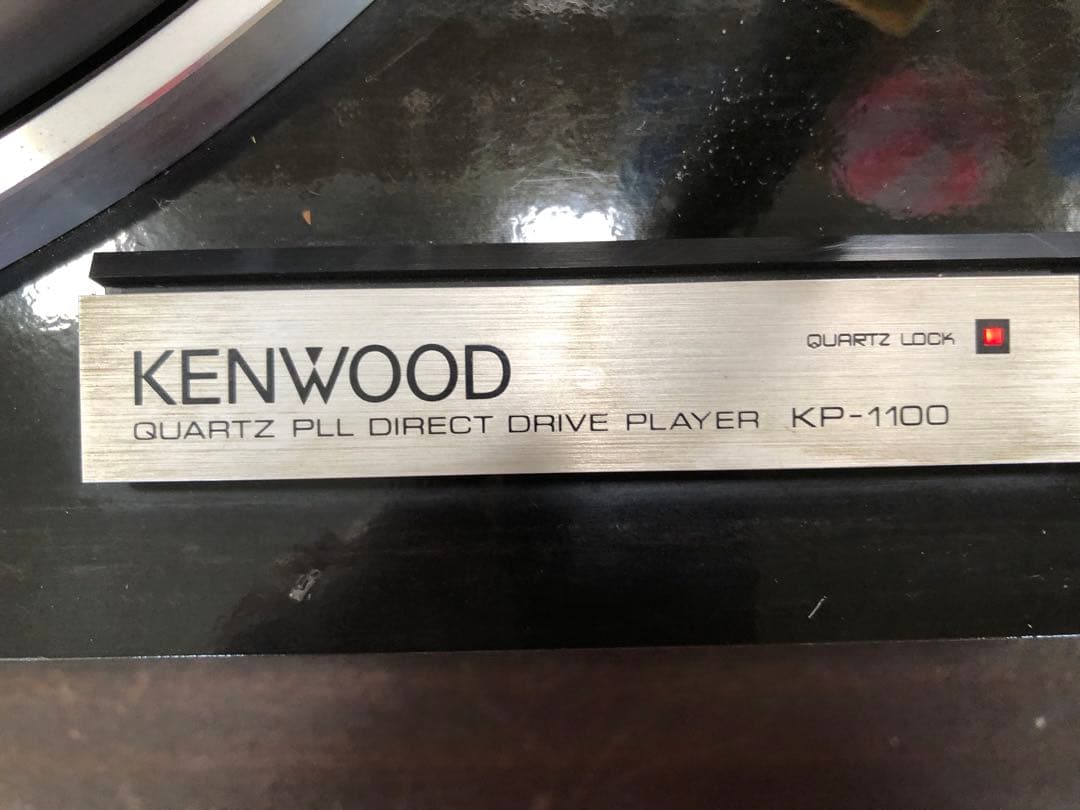 QUARTZ LOCK
KENWOOD
QUARTZ PLL DIRECT DRIVE PLAYER KP-1100